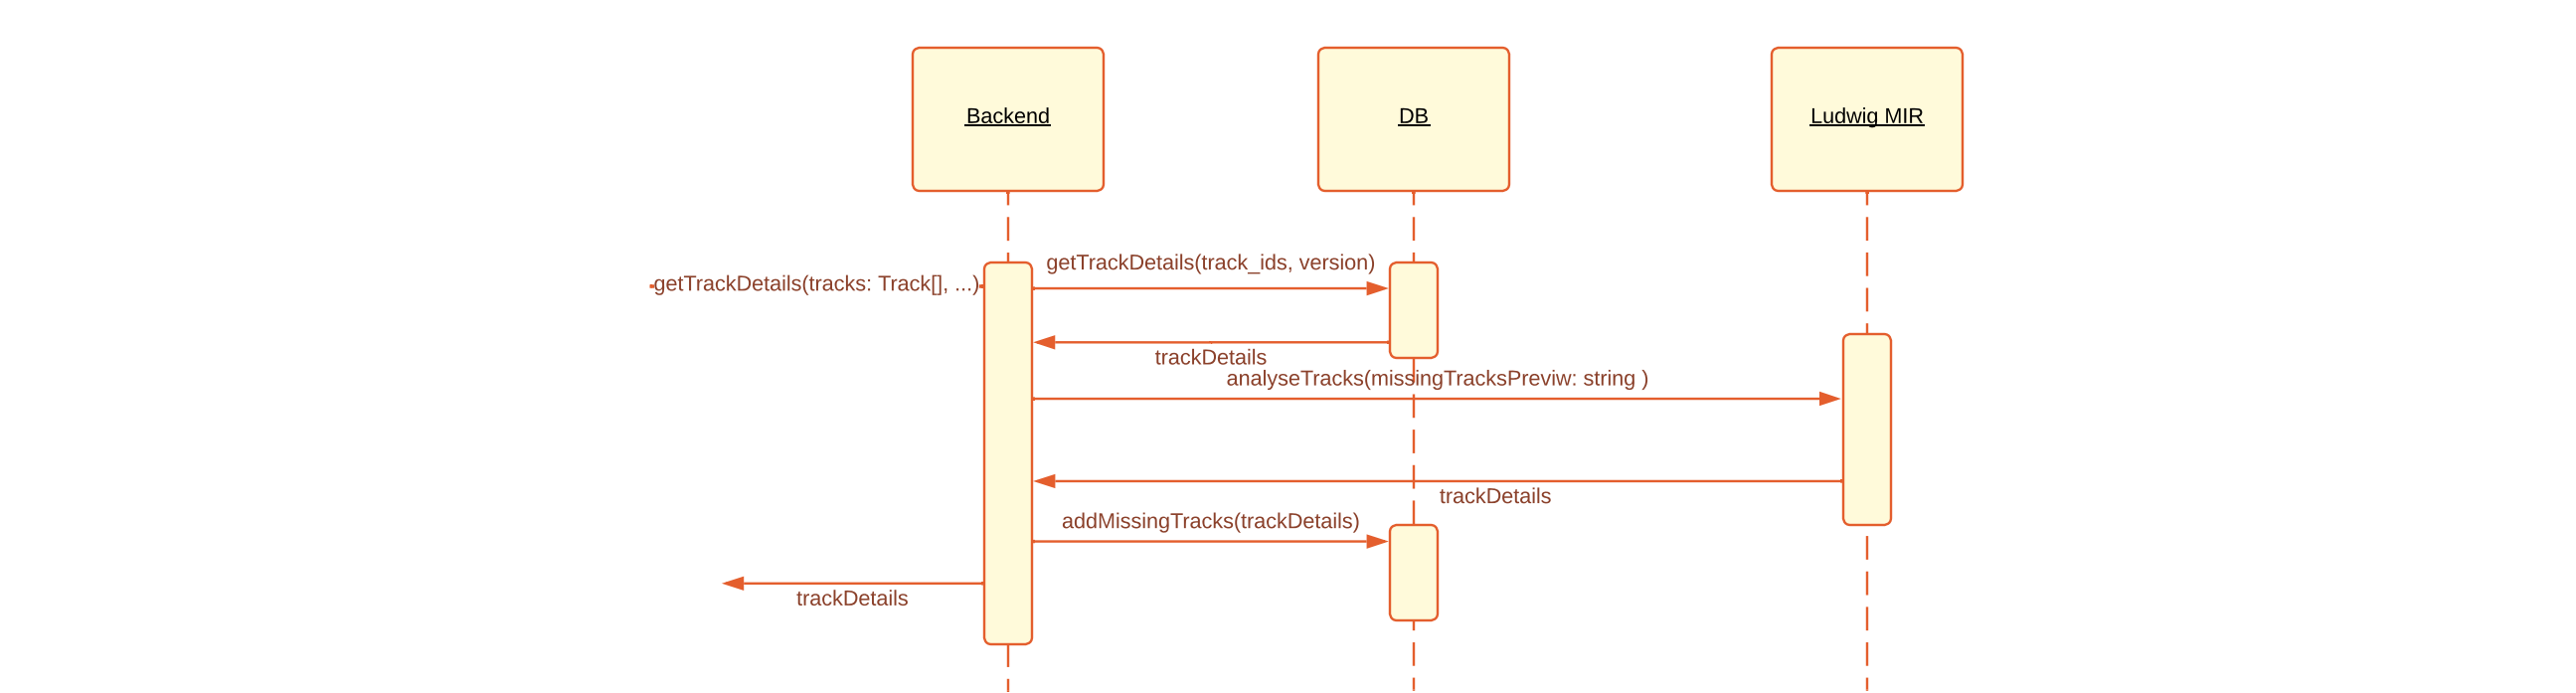 Backend
DB
Ludwig MIR
getTrackDetails(track_ids, version)
getTrackDetails(tracks: Track[], ...)
trackDetails
analyseTracks(missingTracksPreviw: string )
trackDetails
addMissingTracks(trackDetails)
trackDetails